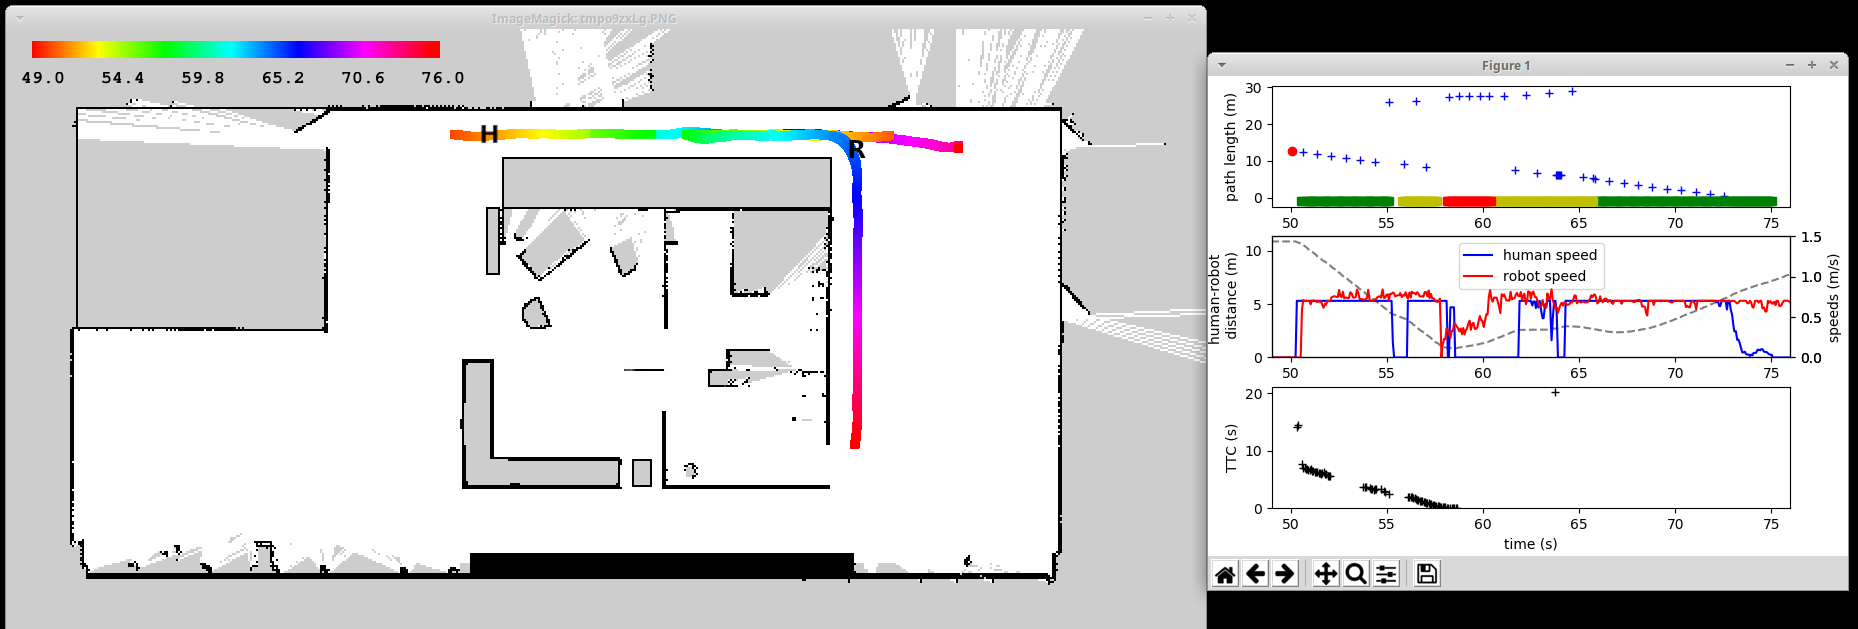 ImageMagick: tmpo9zxLg.PNG
49.0 54.4 59.8 65.2 70.6 76.0
H
R
Figure 1
path length (m)
30
20
10
0
50 55 60 65 70 75
human-robot
distance (m)
10
5
0
human speed
robot speed
1.5
1.0
0.5
0.0
speeds (m/s)
50 55 60 65 70 75
TTC (s)
20
10
0
50 55 60 65 70 75
time (s)